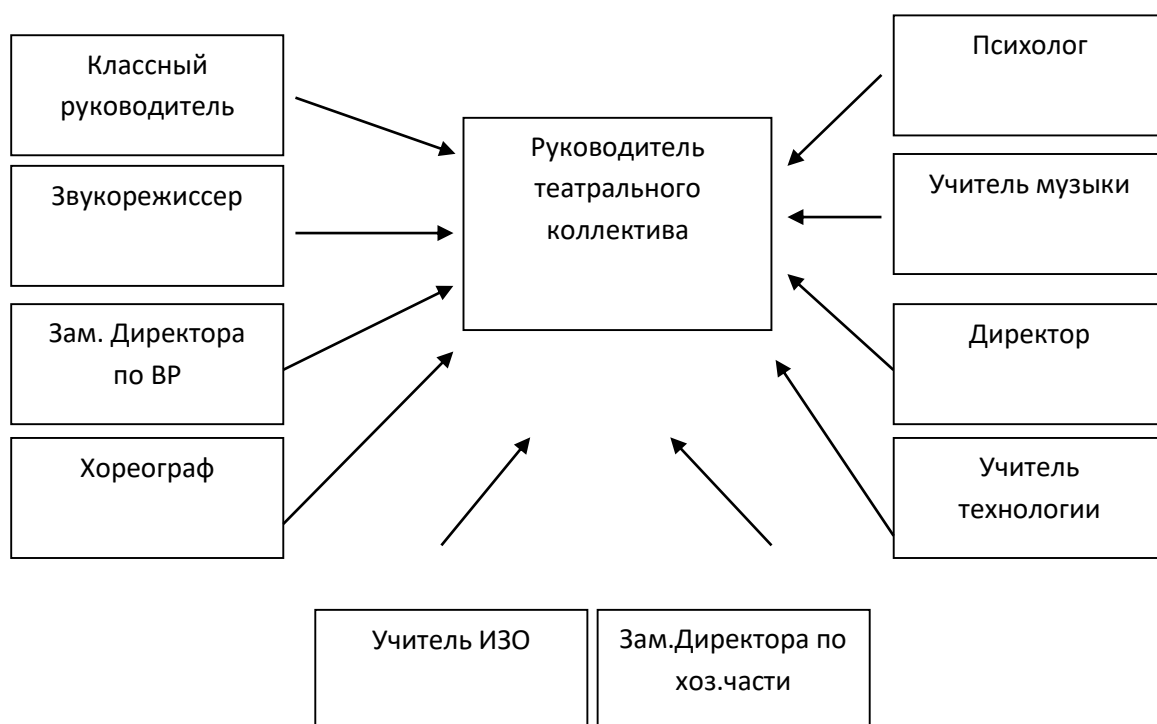 Классный
руководитель
Звукорежиссер
Зам. Директора
по ВР
Хореограф
Руководитель
театрального
коллектива
Психолог
Учитель музыки
Директор
Учитель
технологии
Учитель ИЗО
Зам.Директора по
хоз.части